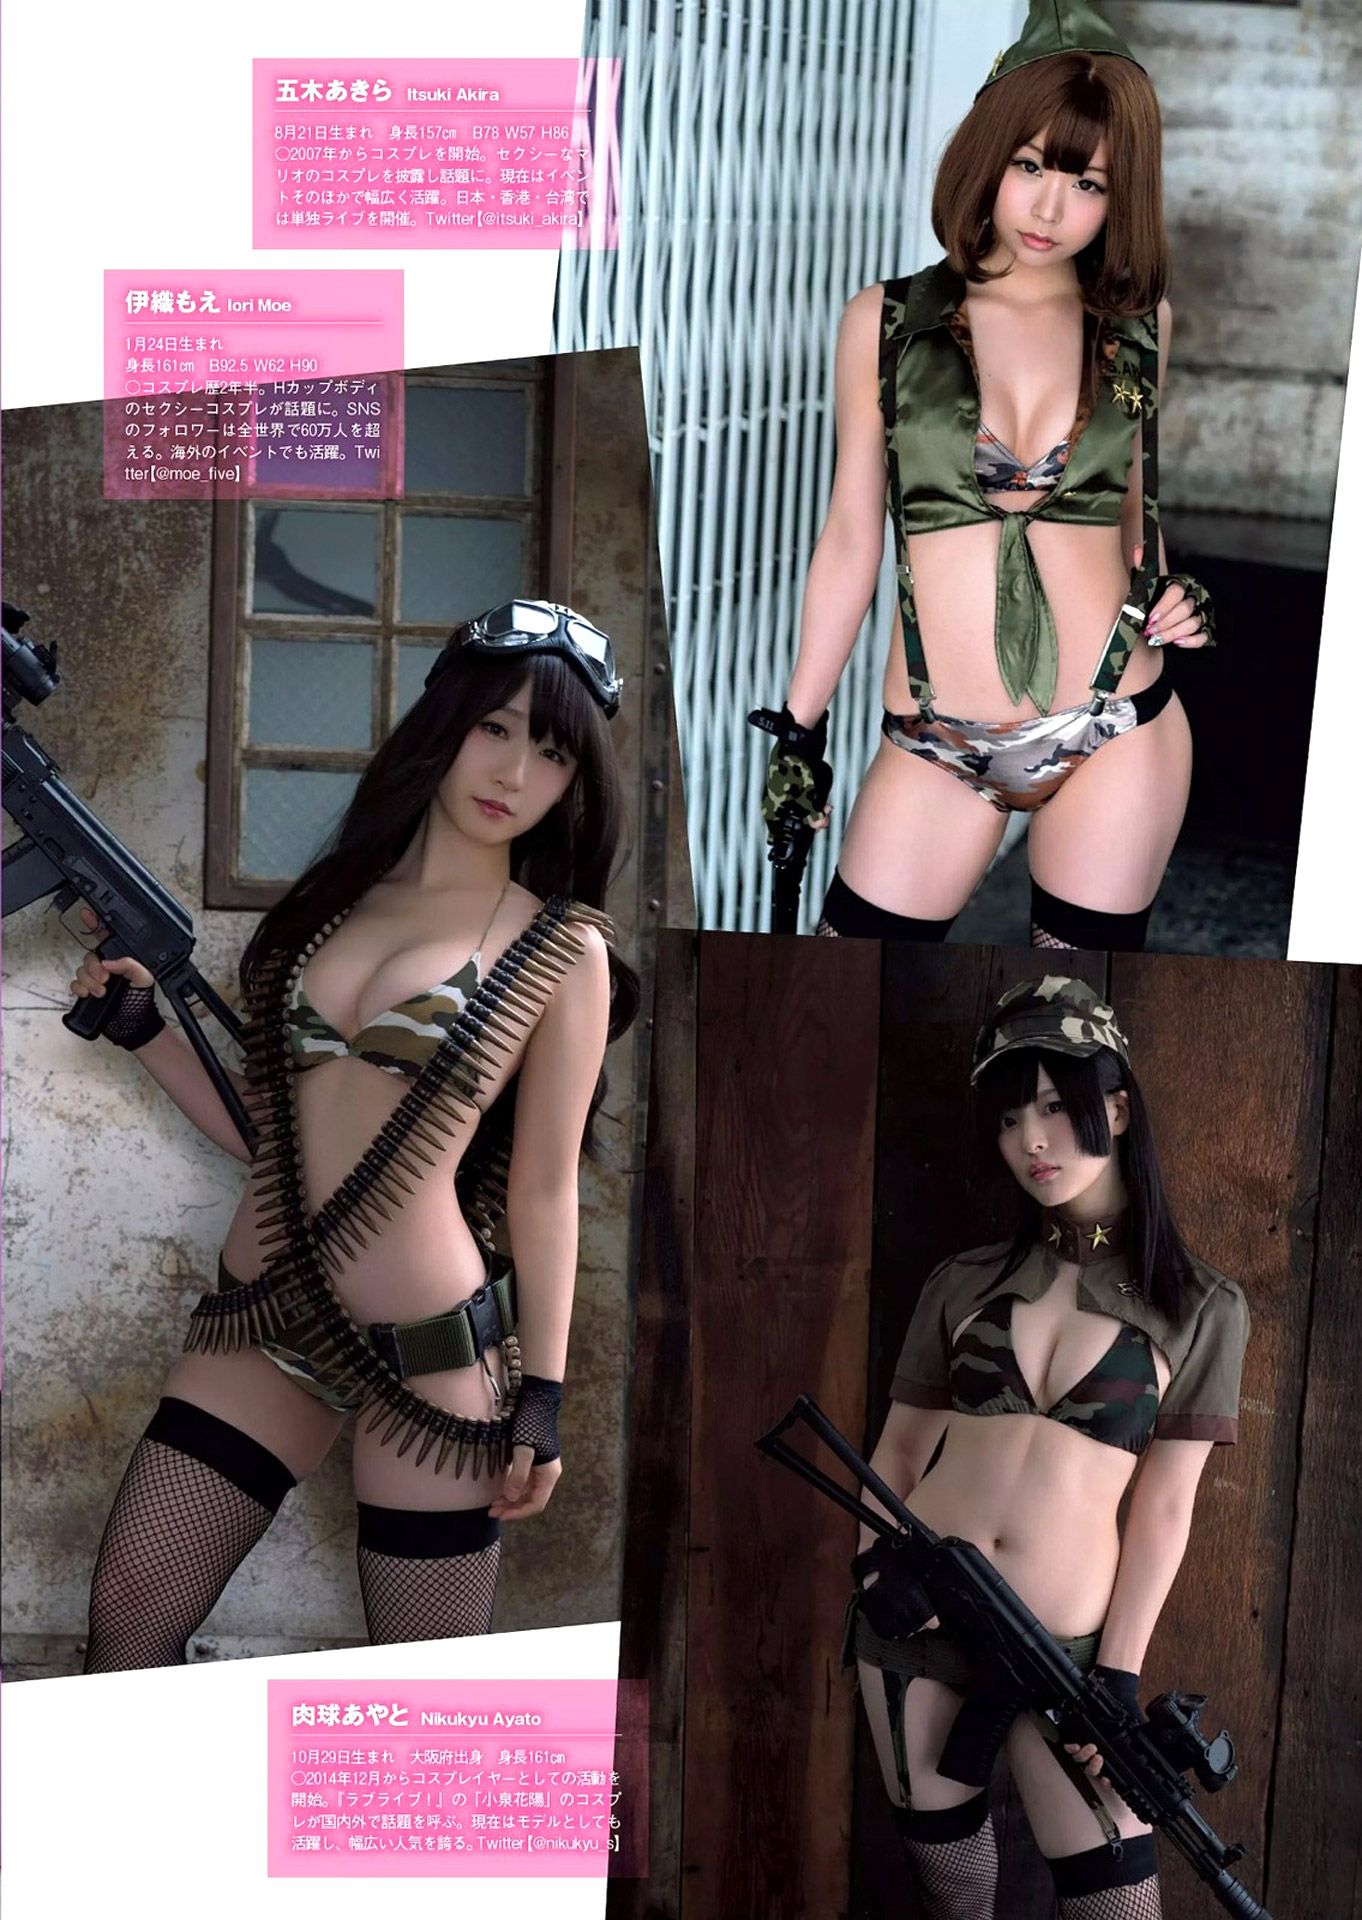 五木あきら Itsuki Akira
8月21日生まれ　身長157㎝　B78 W57 H86
○2007年からコスプレを開始。セクシーなマ
リオのコスプレを披露し話題に。現在はイベン
トそのほかで幅広く活躍。日本・香港・台湾で
は単独ライブを開催。Twitter【@itsuki_akira】
伊織もえ Iori Moe
1月24日生まれ
身長161㎝　B92.5 W62 H90
○コスプレ歴2年半。Hカップボディ
のセクシーコスプレが話題に。SNS
のフォロワーは全世界で60万人を超
える。海外のイベントでも活躍。Twi
tter【@moe_five】
5.11
肉球あやと Nikukyu Ayato
10月29日生まれ　大阪府出身　身長161㎝
○2014年12月からコスプレイヤーとしての活動を
開始。『ラブライブ！』の「小泉花陽」のコスプ
レが国内外で話題を呼ぶ。現在はモデルとしても
活躍し、幅広い人気を誇る。Twitter【@nikukyu_s】